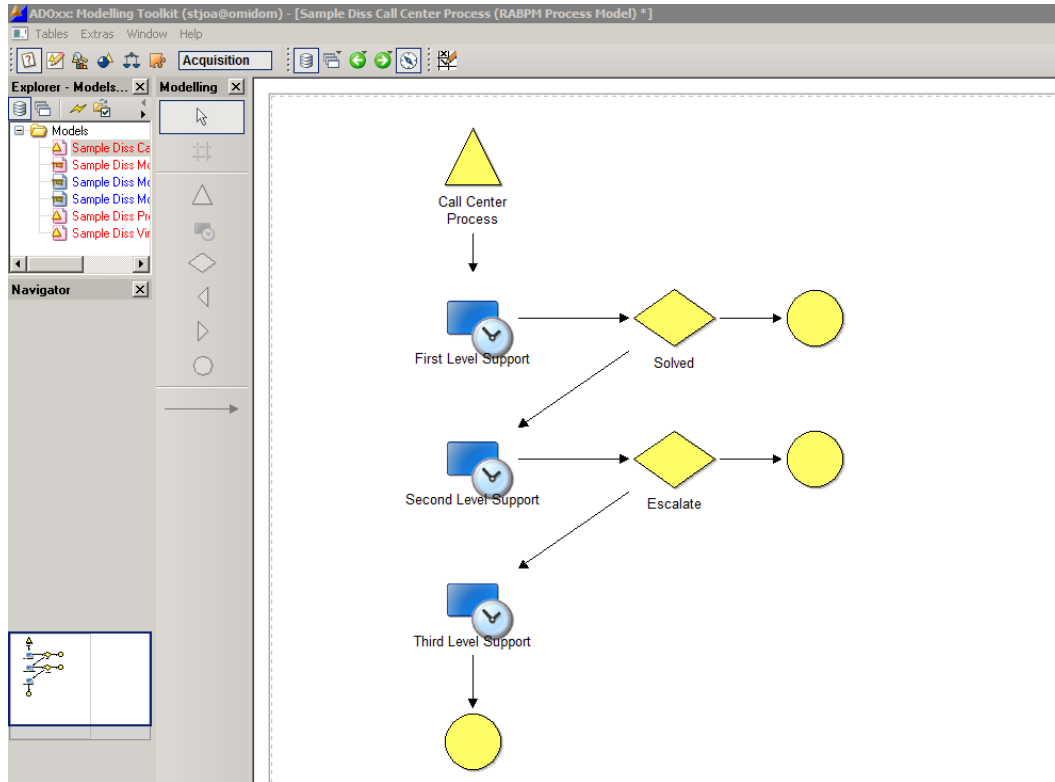 ADOxx: Modelling Toolkit (stjoa@omidom) - [Sample Diss Call Center Process (RABPM Process Model) *]
Tables Extras Window Help
Acquisition
Explorer - Models...
Modelling
Models
Sample Diss Ca
Sample Diss Mo
Sample Diss Mo
Sample Diss Mo
Sample Diss Pro
Sample Diss Vir
Navigator
Call Center
Process
First Level Support
Solved
Second Level Support
Escalate
Third Level Support